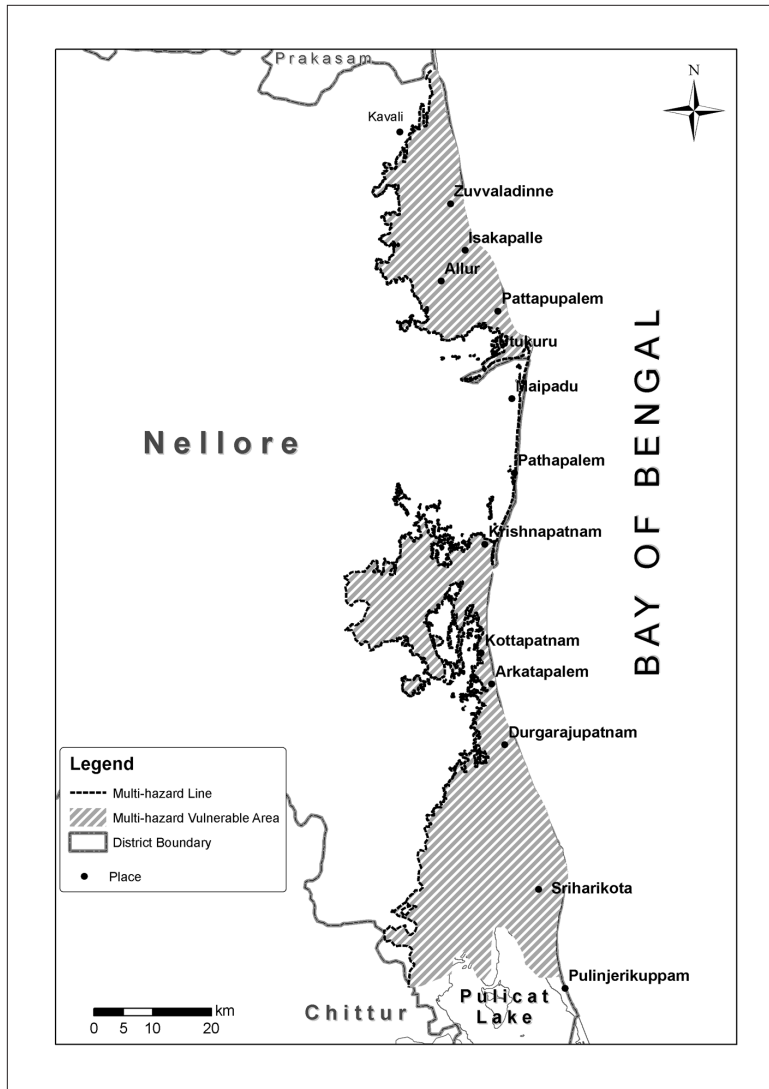 Prakasam
N
Kavali
Zuvvaladinne
Isakapalle
Allur
Pattapupalem
Utukuru
Maipadu
Nellore
BAY OF BENGAL
Pathapalem
Krishnapatnam
Kottapatnam
Arkatapalem
Durgarajupatnam
Legend
Multi-hazard Line
Multi-hazard Vulnerable Area
District Boundary
Place
Sriharikota
Pulinjerikuppam
Pulicat
Lake
Chittur
km
0 5 10 20